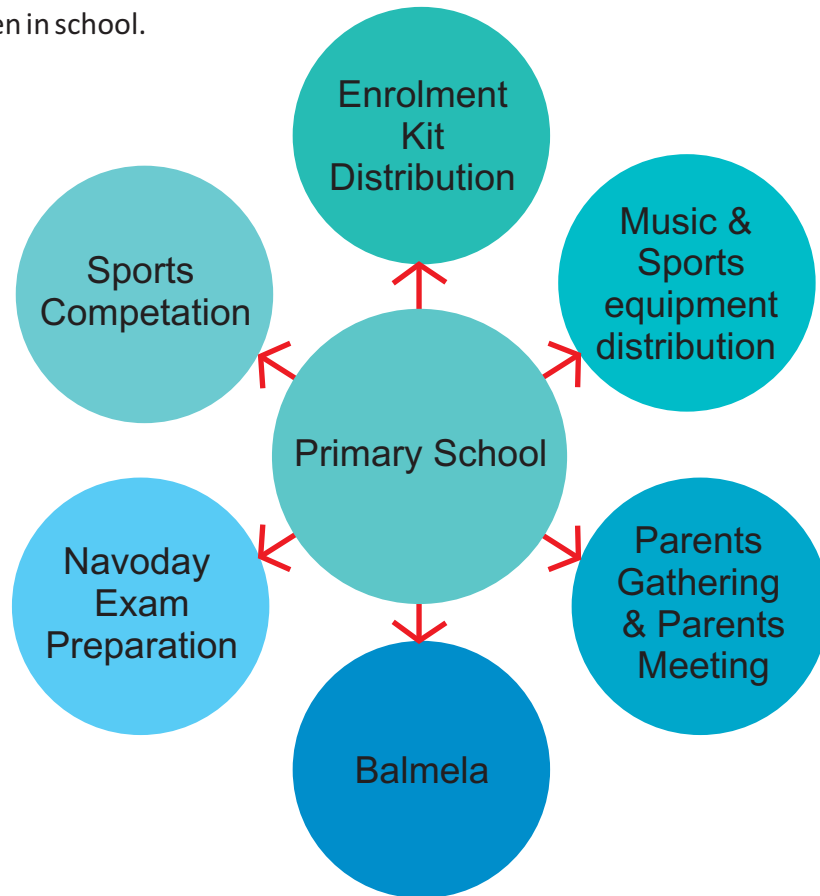 en in school.
Enrolment
Kit
Distribution
Music &
Sports
equipment
distribution
Sports
Competation
Primary School
Navoday
Exam
Preparation
Parents
Gathering
& Parents
Meeting
Balmela